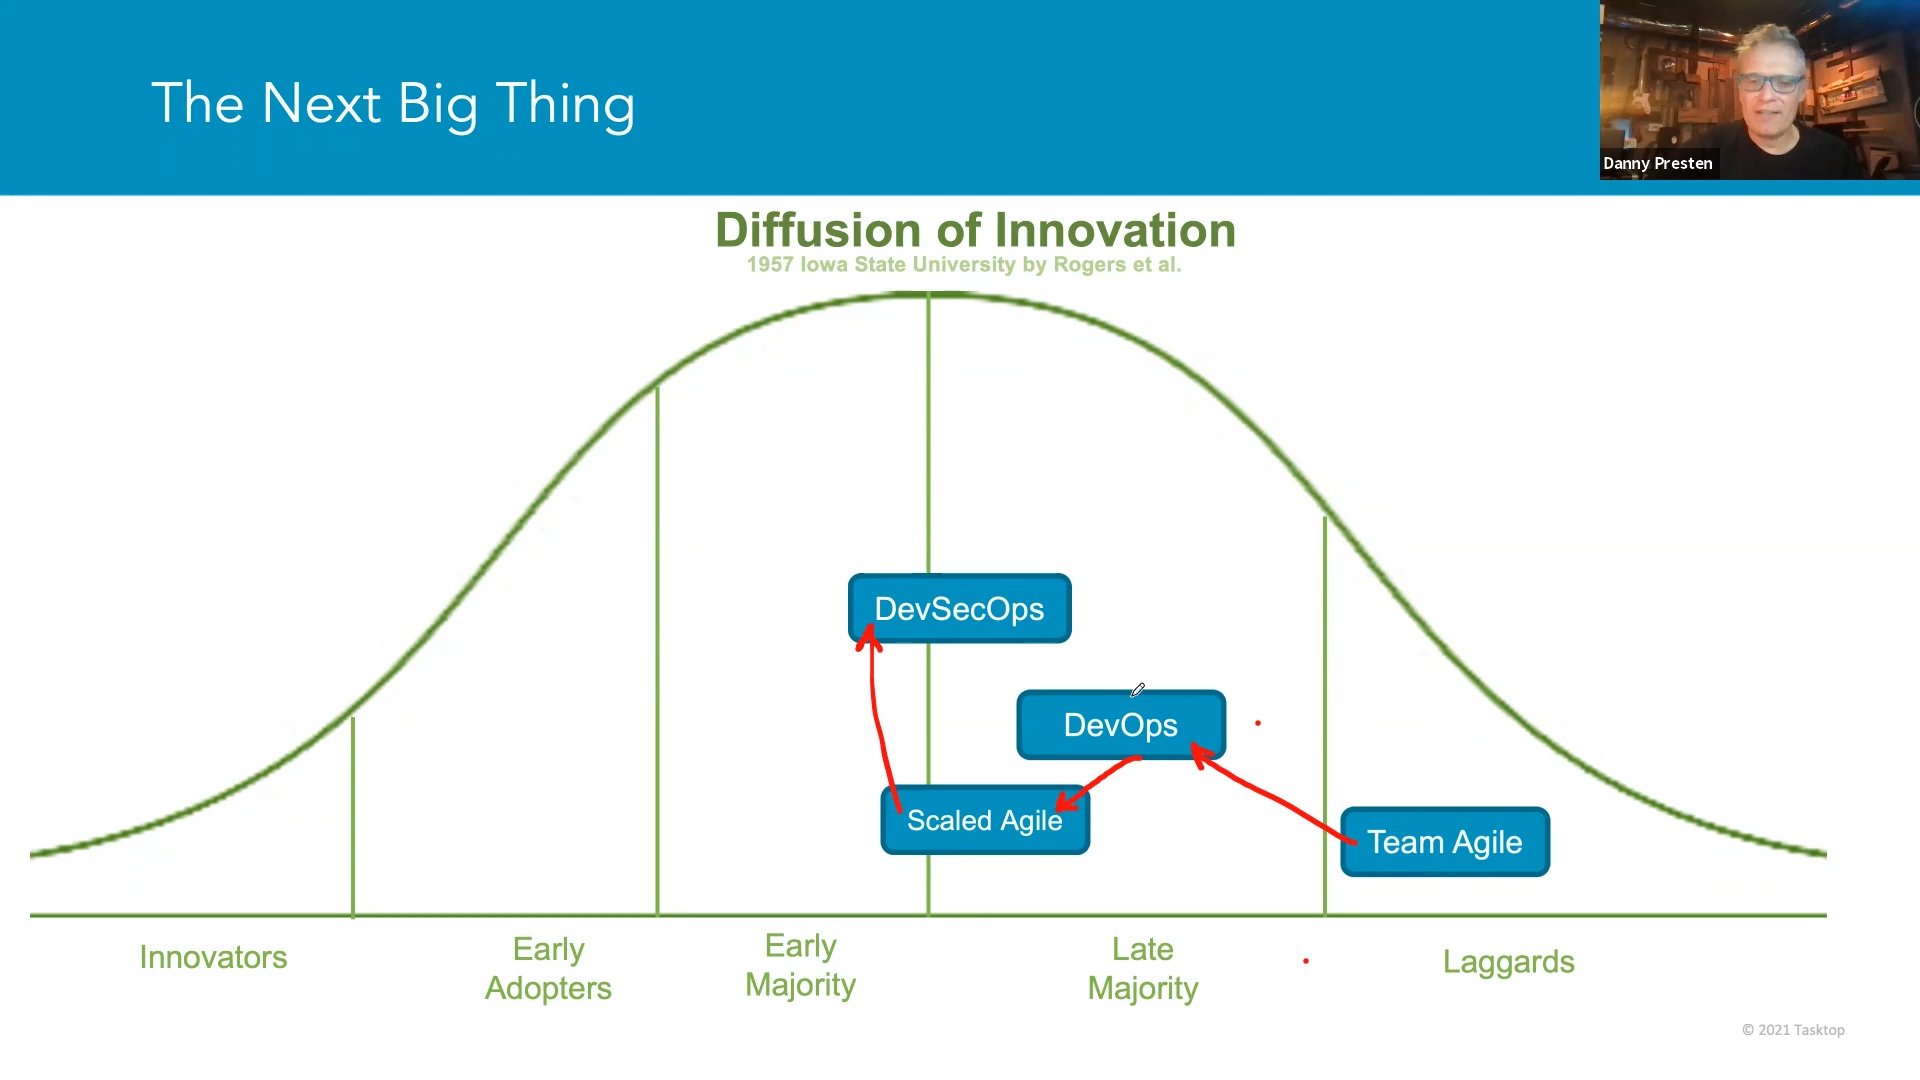 The Next Big Thing
Danny Presten
Diffusion of Innovation
1957 Iowa State University by Rogers et al.
DevSecOps
DevOps
Scaled Agile
Team Agile
Innovators
Early
Adopters
Early
Majority
Late
Majority
Laggards
© 2021 Tasktop